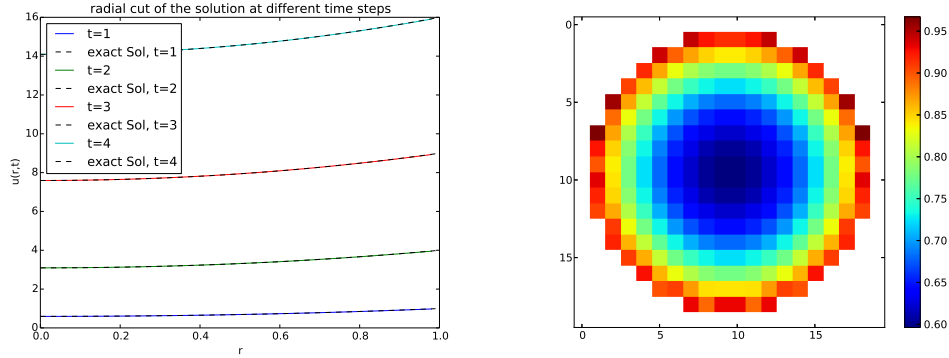 radial cut of the solution at different time steps
16
14
12
10
8
6
4
2
0
u(r,t)
t=1
exact Sol, t=1
t=2
exact Sol, t=2
t=3
exact Sol, t=3
t=4
exact Sol, t=4
0.0 0.2 0.4 0.6 0.8 1.0
r
0
5
10
15
0 5 10 15
0.95
0.90
0.85
0.80
0.75
0.70
0.65
0.60